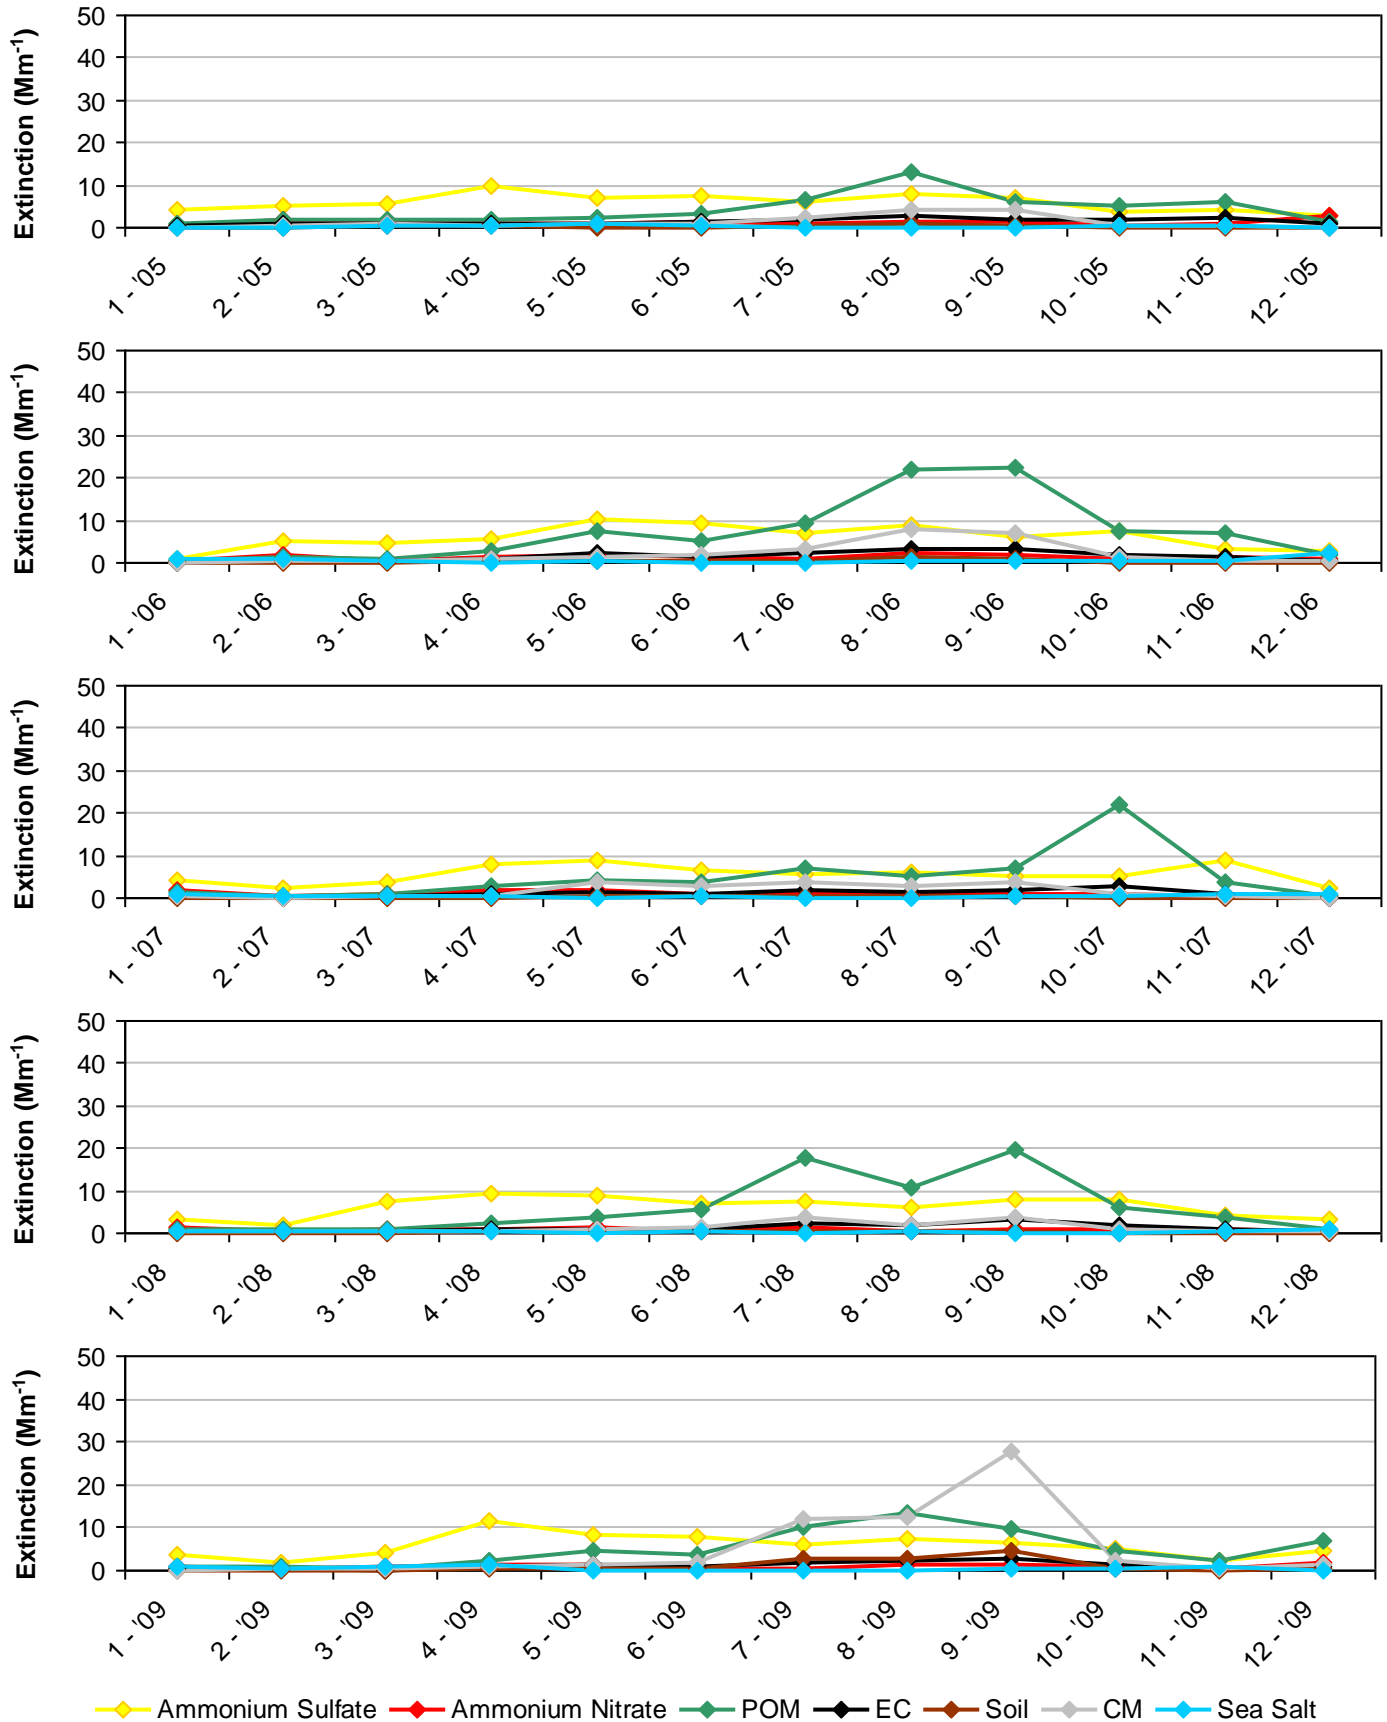 Extinction (Mm-1)
50
40
30
20
10
0
1 - '05 2 - '05 3 - '05 4 - '05 5 - '05 6 - '05 7 - '05 8 - '05 9 - '05 10 - '05 11 - '05 12 - '05
Extinction (Mm-1)
50
40
30
20
10
0
1 - '06 2 - '06 3 - '06 4 - '06 5 - '06 6 - '06 7 - '06 8 - '06 9 - '06 10 - '06 11 - '06 12 - '06
Extinction (Mm-1)
50
40
30
20
10
0
1 - '07 2 - '07 3 - '07 4 - '07 5 - '07 6 - '07 7 - '07 8 - '07 9 - '07 10 - '07 11 - '07 12 - '07
Extinction (Mm-1)
50
40
30
20
10
0
1 - '08 2 - '08 3 - '08 4 - '08 5 - '08 6 - '08 7 - '08 8 - '08 9 - '08 10 - '08 11 - '08 12 - '08
Extinction (Mm-1)
50
40
30
20
10
0
1 - '09 2 - '09 3 - '09 4 - '09 5 - '09 6 - '09 7 - '09 8 - '09 9 - '09 10 - '09 11 - '09 12 - '09
Ammonium Sulfate Ammonium Nitrate POM EC Soil CM Sea Salt